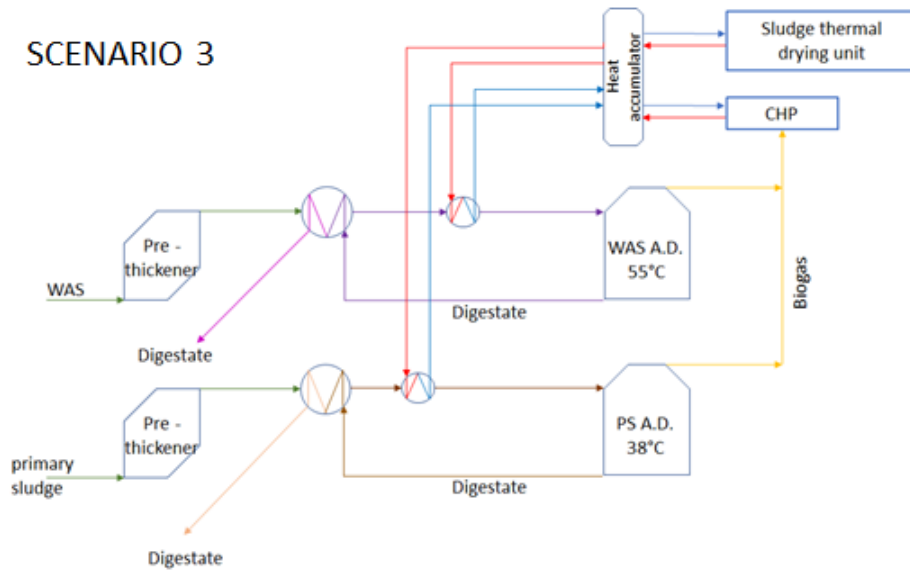 SCENARIO 3
Sludge thermal
drying unit
Heat
accumulator
CHP
Pre -
thickener
WAS
WAS A.D.
55°C
Biogas
Digestate
Digestate
Pre -
thickener
primary
sludge
PS A.D.
38°C
Digestate
Digestate